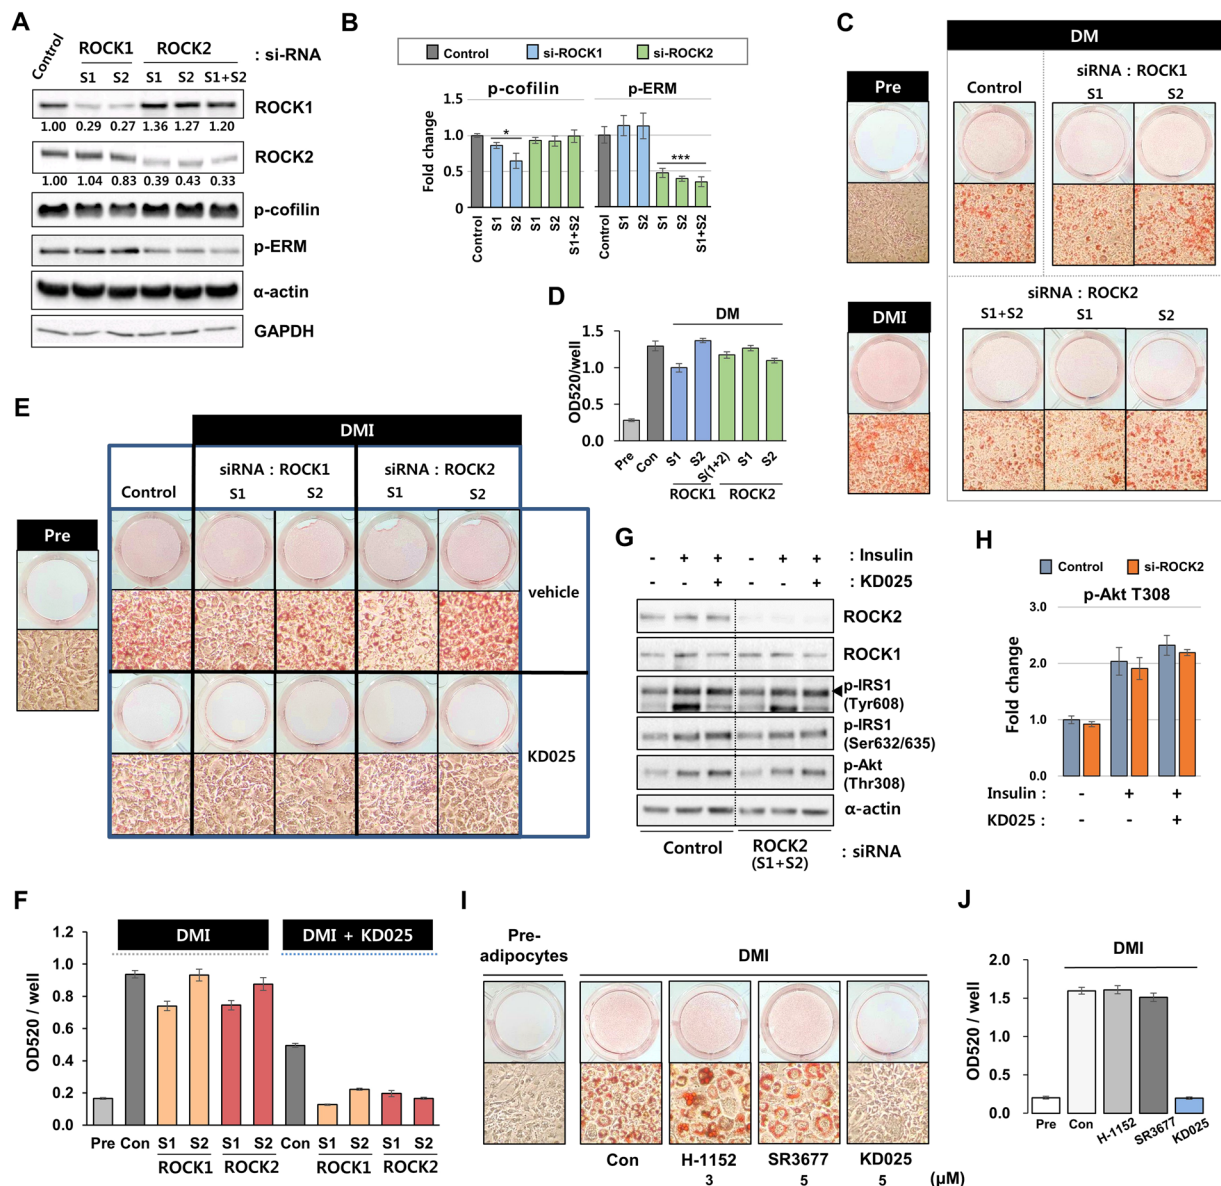 A
Control
ROCK1 ROCK2 : si-RNA
S1 S2 S1 S2 S1+S2
ROCK1
1.00 0.29 0.27 1.36 1.27 1.20
ROCK2
1.00 1.04 0.83 0.39 0.43 0.33
p-cofilin
p-ERM
α-actin
GAPDH
B
Control si-ROCK1 si-ROCK2
p-cofilin p-ERM
Fold change
1.5
1.0
0.5
0
*
***
Control S1 S2 S1 S2 S1+S2 Control S1 S2 S1 S2 S1+S2
C
DM
Pre
Control
siRNA : ROCK1
S1 S2
DMI
siRNA : ROCK2
S1+S2 S1 S2
D
DM
OD520/well
1.5
1.0
0.5
0.0
Pre Con S1 S2 S(1+2) S1 S2
ROCK1 ROCK2
E
DMI
Control
siRNA : ROCK1 siRNA : ROCK2
S1 S2 S1 S2
Pre
vehicle
KD025
F
DMI DMI + KD025
OD520 / well
1.2
1.0
0.8
0.6
0.4
0.2
0.0
Pre Con S1 S2 S1 S2 Con S1 S2 S1 S2
ROCK1 ROCK2 ROCK1 ROCK2
G
- + + - + + : Insulin
- - + - - + : KD025
ROCK2
ROCK1
p-IRS1
(Tyr608)
p-IRS1
(Ser632/635)
p-Akt
(Thr308)
α-actin
Control ROCK2 : siRNA
(S1+S2)
H
Control si-ROCK2
p-Akt T308
Fold change
3.0
2.0
1.0
0.0
Insulin : - + +
KD025 : - - +
I
Pre-
adipocytes
DMI
Con H-1152 SR3677 KD025
3 5 5 (μM)
J
DMI
OD520 / well
2.0
1.5
1.0
0.5
0.0
Pre Con H-1152 SR3677 KD025